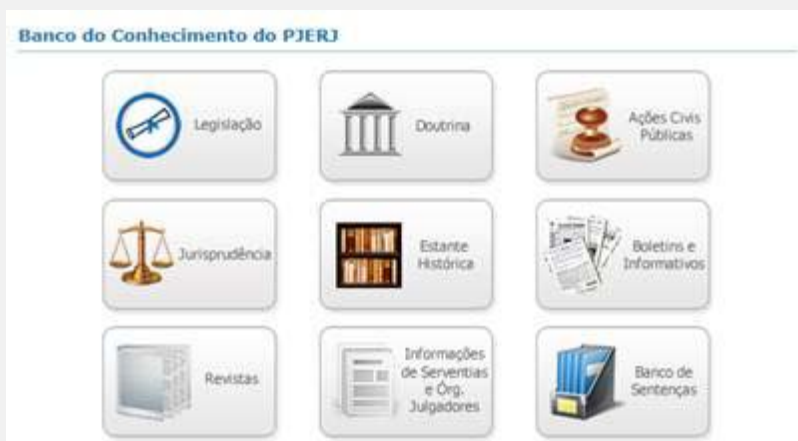 Banco do Conhecimento do PJERJ
Legislação
Doutrina
Ações Civis
Públicas
Jurisprudência
Estante
Histórica
Boletins e
Informativos
Revistas
Informações
de Serventias
e Órg.
Julgadores
Banco de
Sentenças